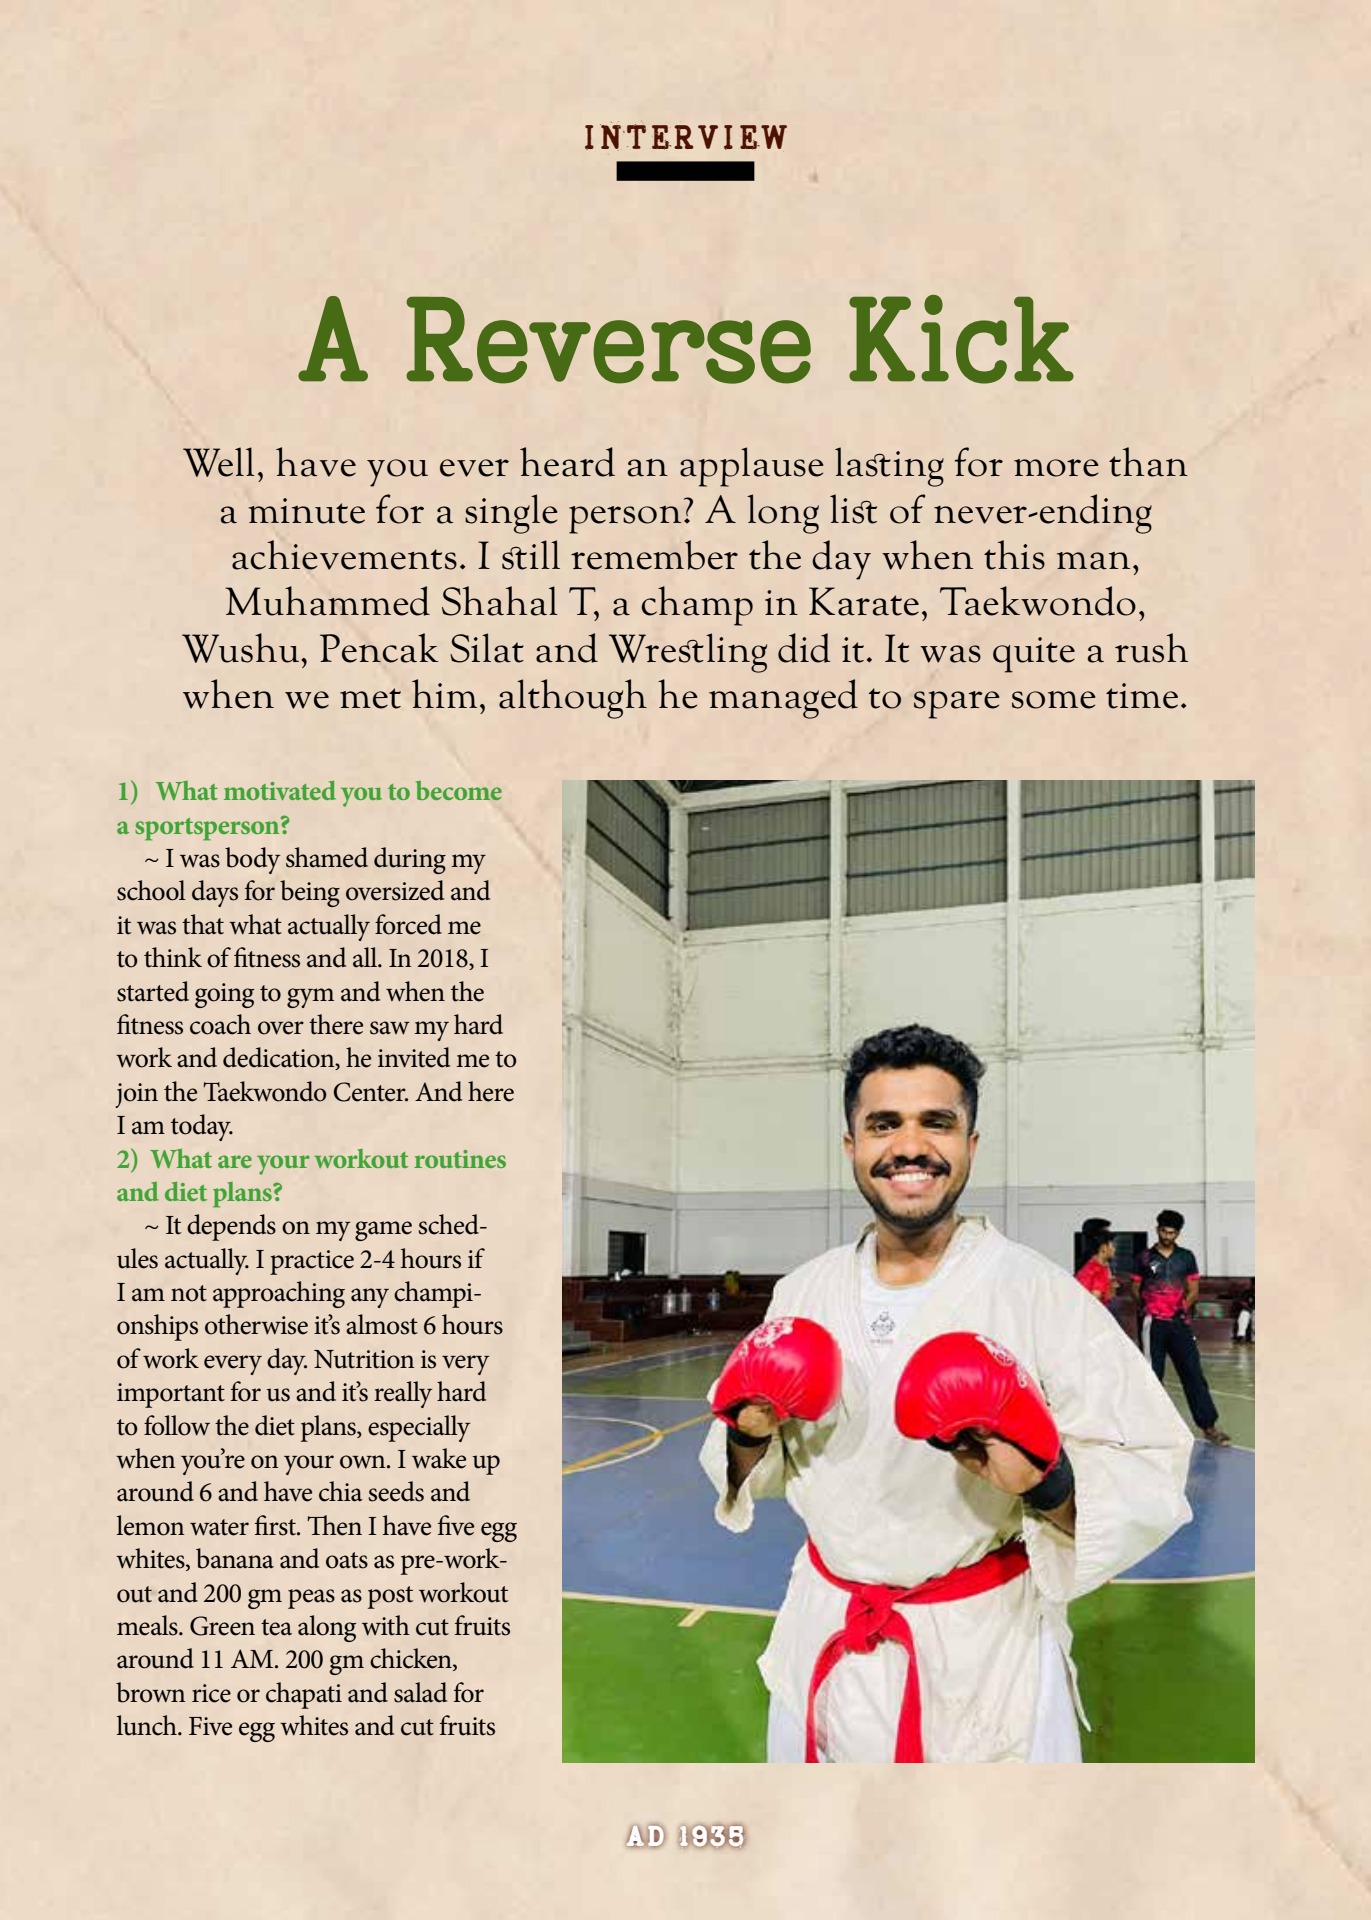 INTERVIEW
A Reverse Kick
Well, have you ever heard an applause lasting for more than
a minute for a single person? A long list of never-ending
achievements. I still remember the day when this man,
Muhammed Shahal T, a champ in Karate, Taekwondo,
Wushu, Pencak Silat and Wrestling did it. It was quite a rush
when we met him, although he managed to spare some time.
1) What motivated you to become
a sportsperson?
~ I was body shamed during my
school days for being oversized and
it was that what actually forced me
to think of fitness and all. In 2018, I
started going to gym and when the
fitness coach over there saw my hard
work and dedication, he invited me to
join the Taekwondo Center. And here
I am today.
2) What are your workout routines
and diet plans?
~ It depends on my game sched-
ules actually. I practice 2-4 hours if
I am not approaching any champi-
onships otherwise it's almost 6 hours
of work every day. Nutrition is very
important for us and it's really hard
to follow the diet plans, especially
when you're on your own. I wake up
around 6 and have chia seeds and
lemon water first. Then I have five egg
whites, banana and oats as pre-work-
out and 200 gm peas as post workout
meals. Green tea along with cut fruits
around 11 AM. 200 gm chicken,
brown rice or chapati and salad for
lunch. Five egg whites and cut fruits
AD 1935